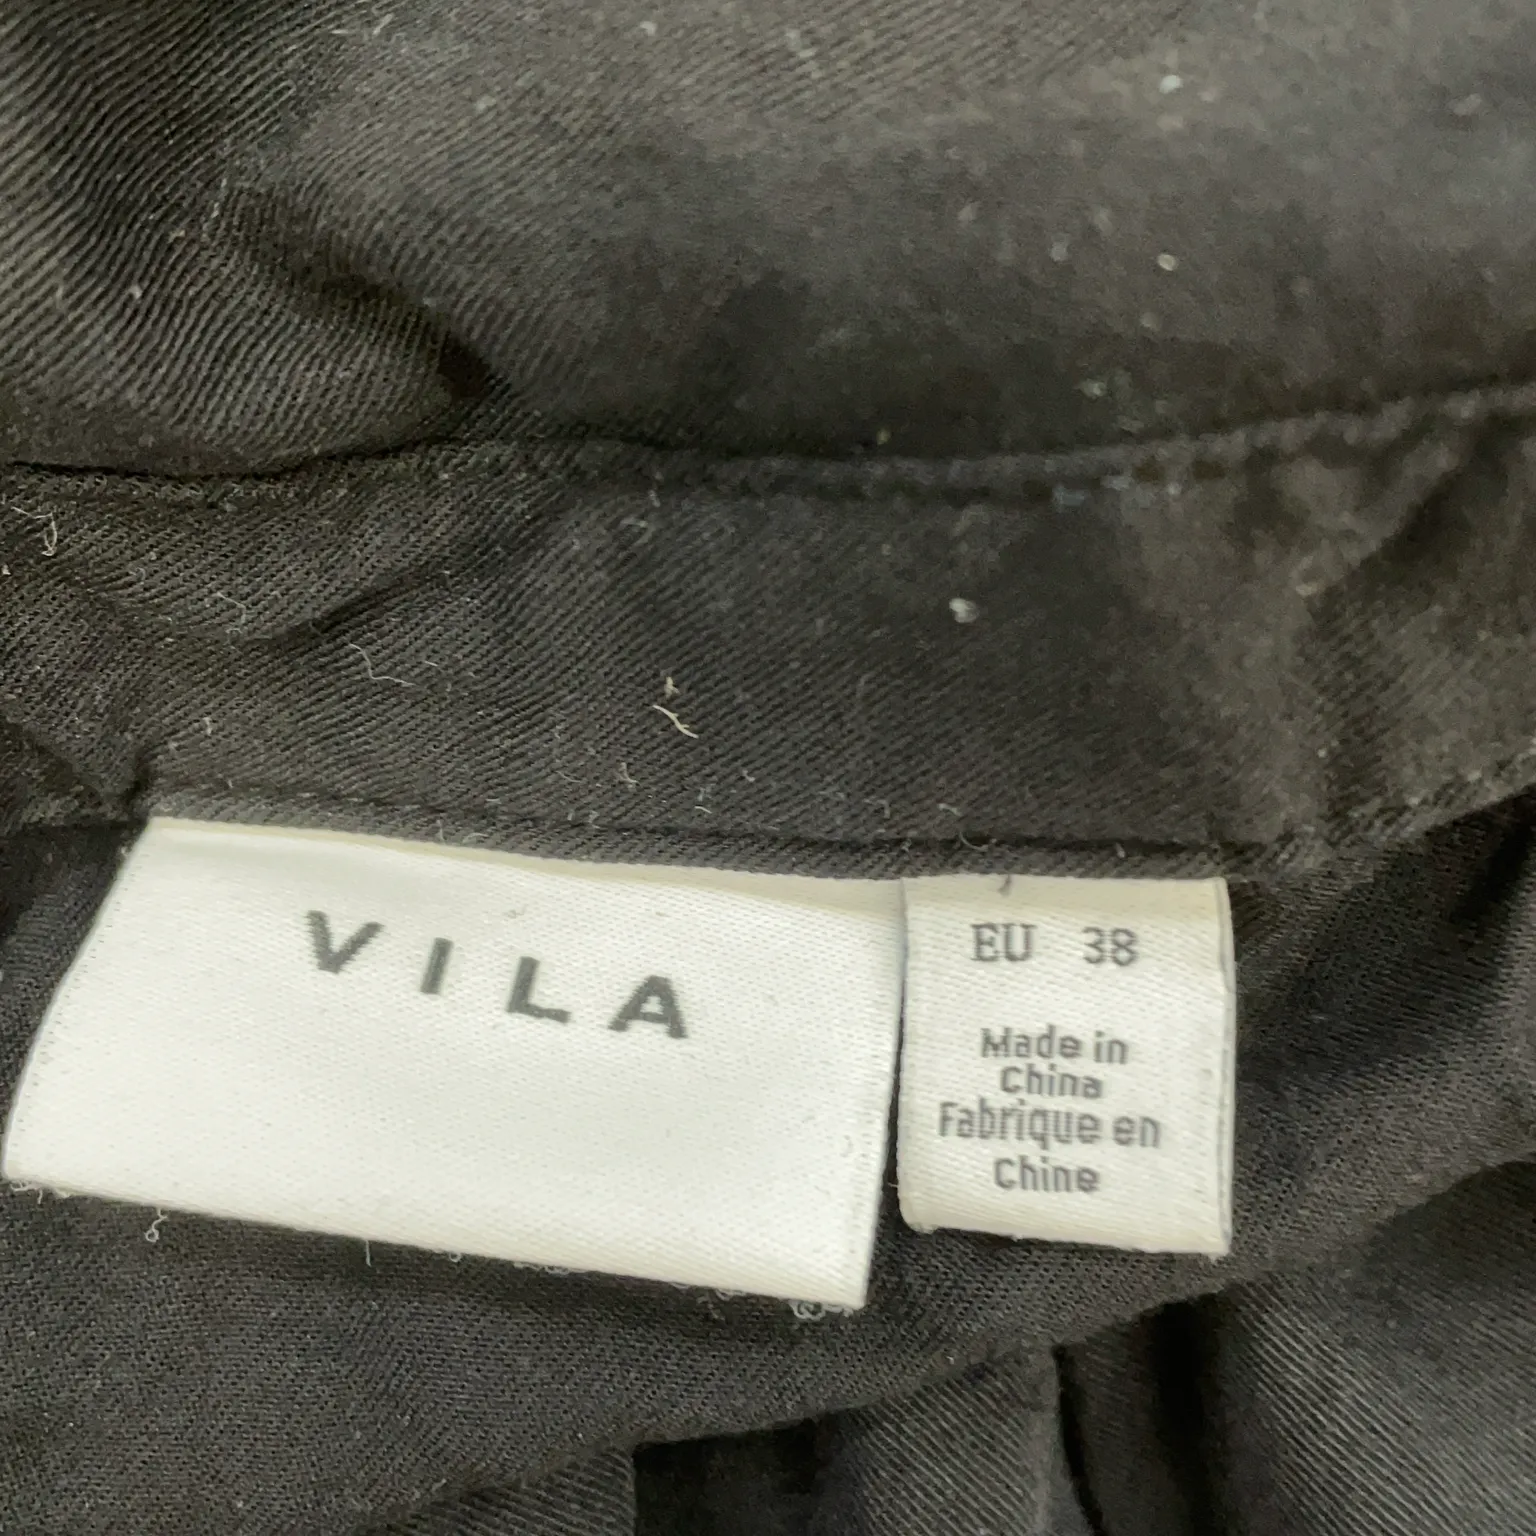 VILA
EU 38
Made in
China
Fabrique en
Chine